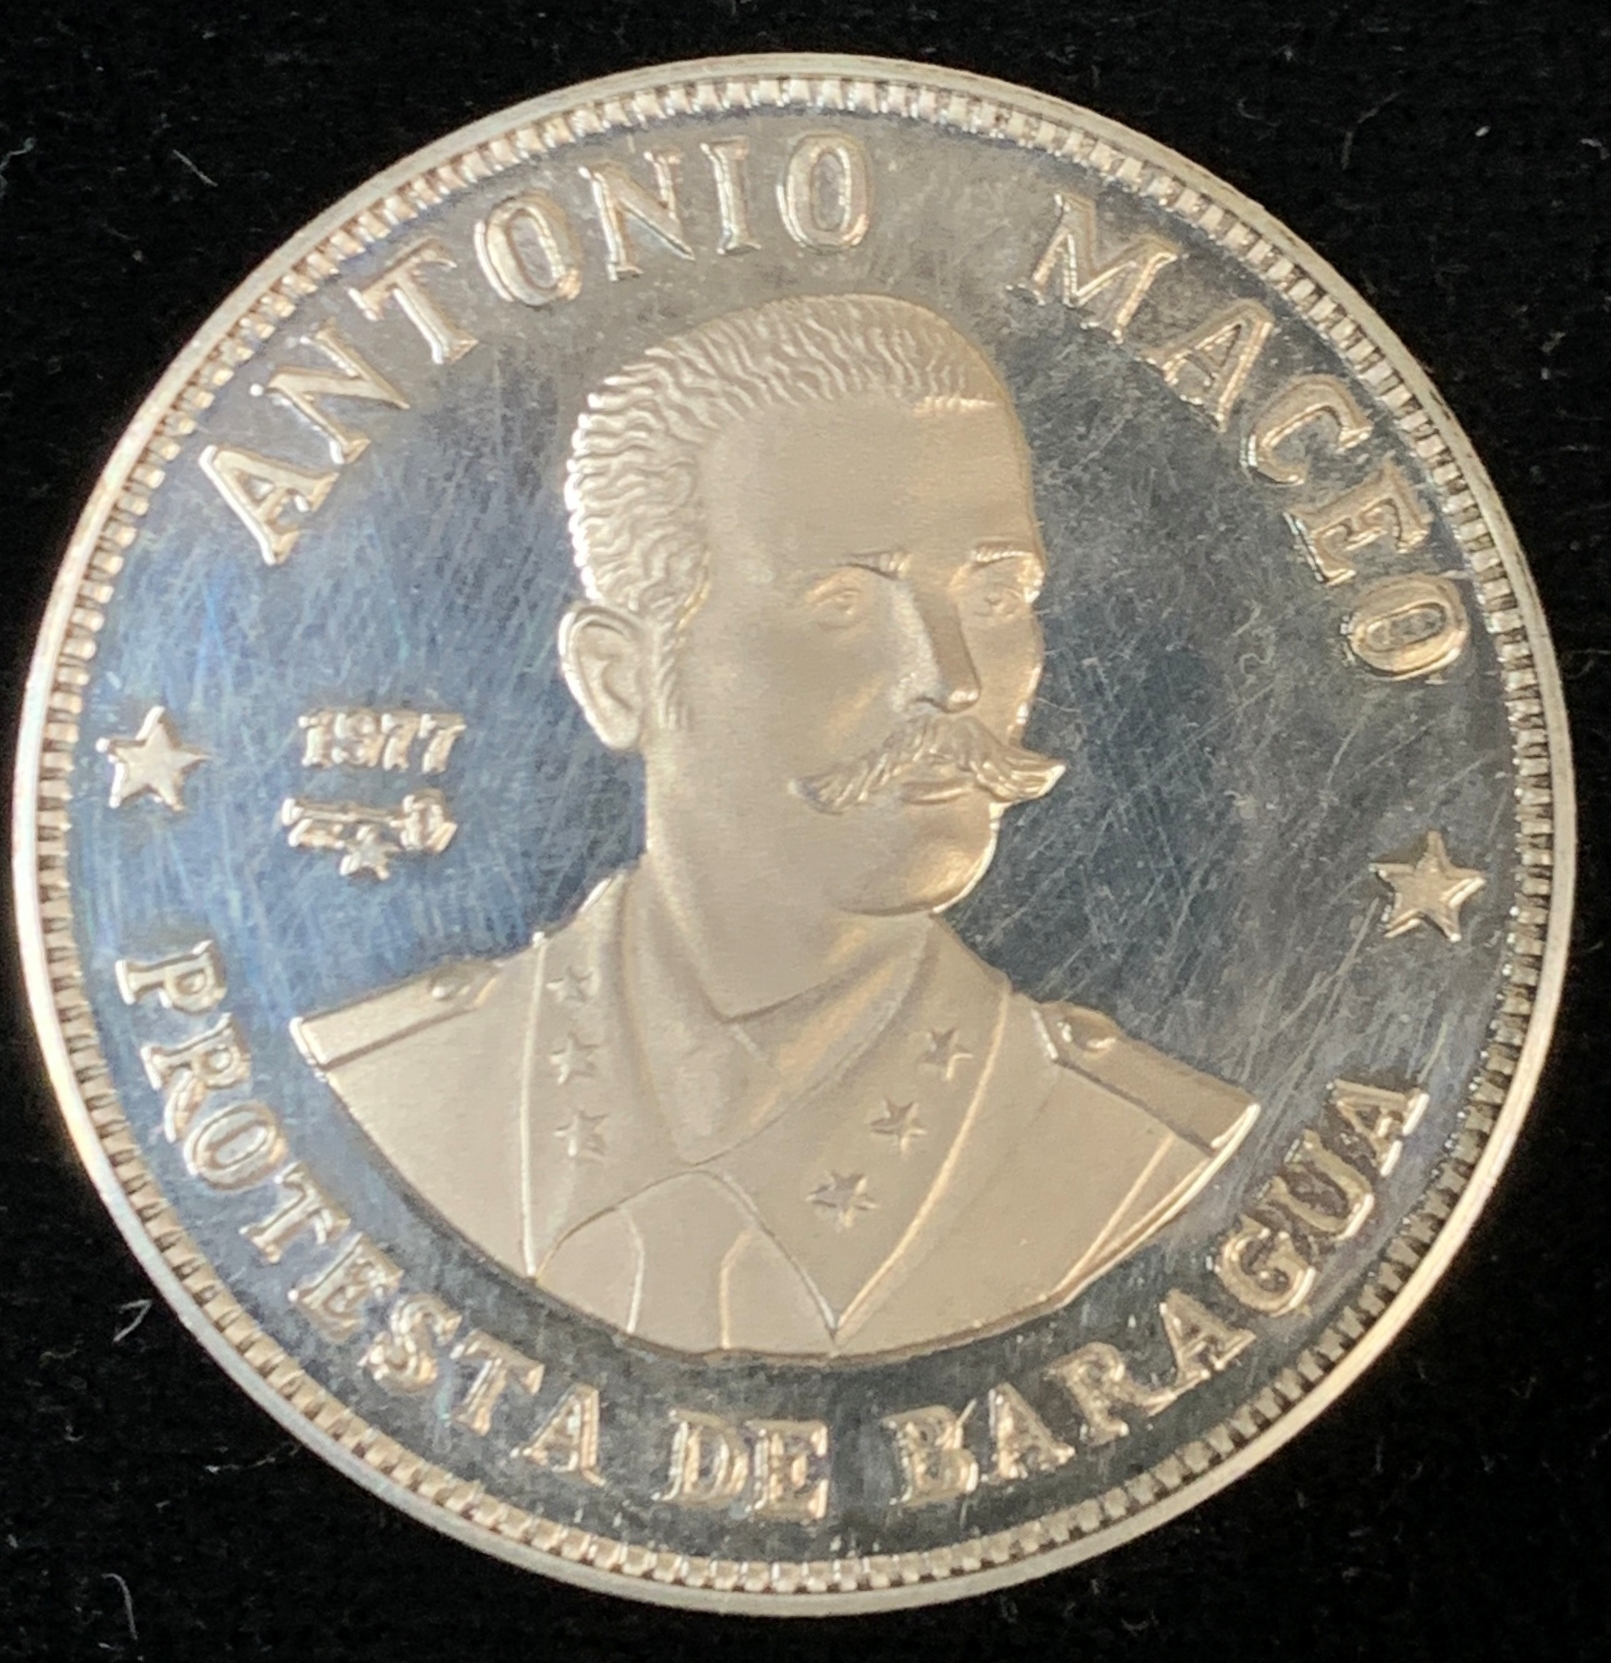 ANTONIO MACEO
1977
PROTESTA DE BARAGUA